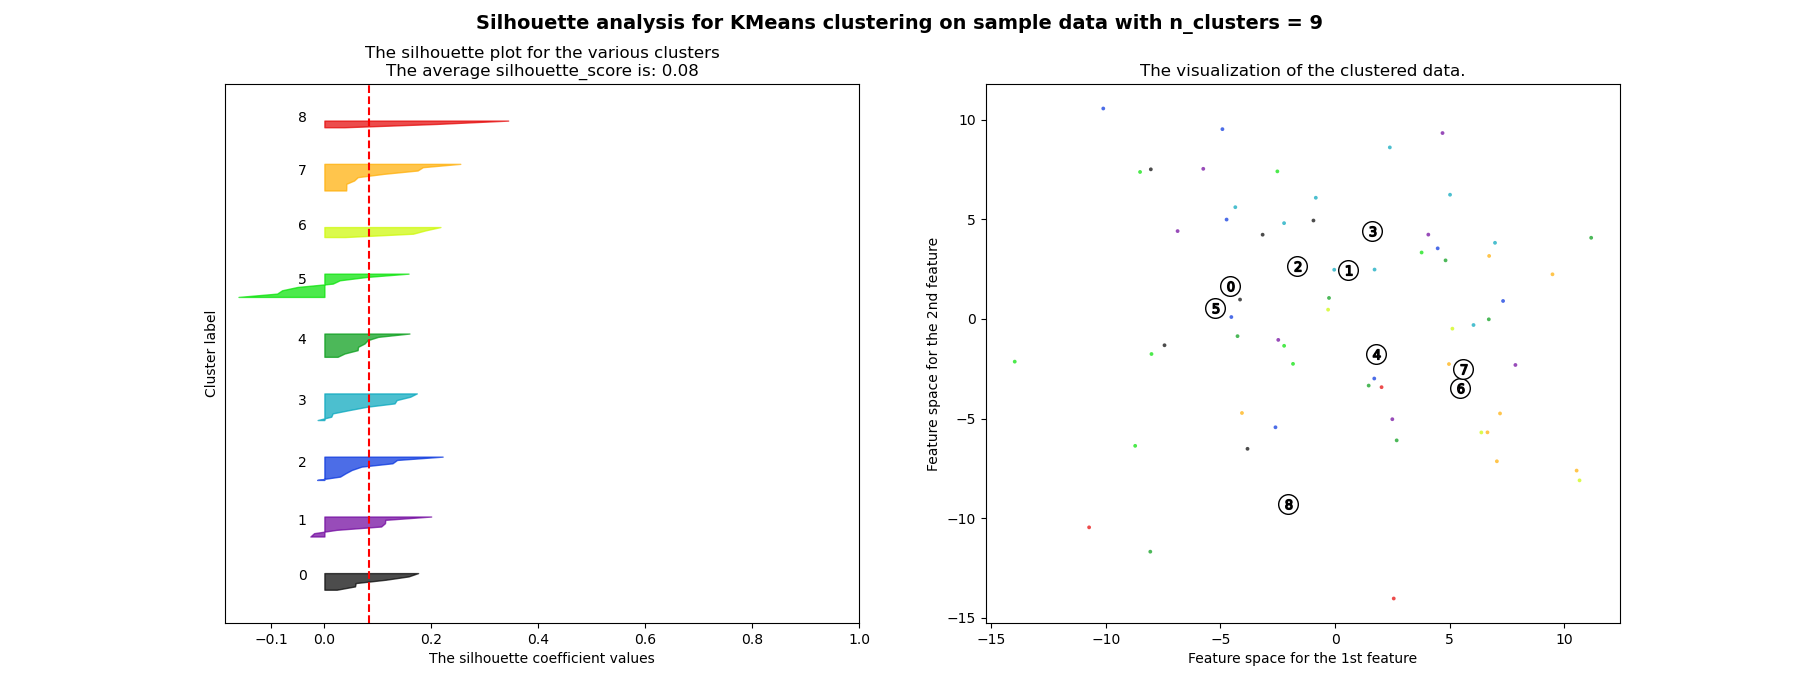 Silhouette analysis for KMeans clustering on sample data with n_clusters = 9
The silhouette plot for the various clusters
The average silhouette_score is: 0.08
8
7
6
5
4
3
2
1
0
Cluster label
−0.1 0.0 0.2 0.4 0.6 0.8 1.0
The silhouette coefficient values
The visualization of the clustered data.
10
5
0
−5
−10
−15
Feature space for the 2nd feature
3
2
1
0
5
4
7
6
8
−15 −10 −5 0 5 10
Feature space for the 1st feature